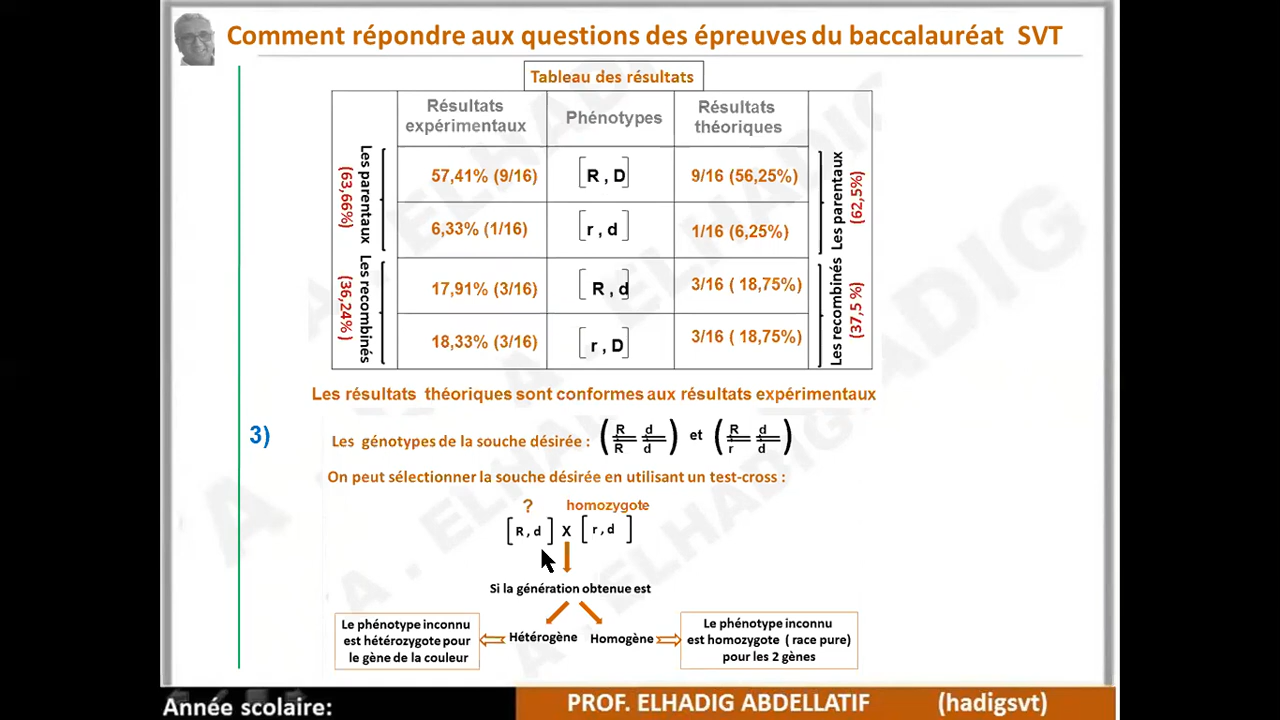 Comment répondre aux questions des épreuves du baccalauréat SVT
Tableau des résultats
Résultats expérimentaux
Phénotypes
Résultats théoriques
Les parentaux (63,66%)
57,41% (9/16)
[R , D]
9/16 (56,25%)
Les parentaux (62,5%)
6,33% (1/16)
[r , d]
1/16 (6,25%)
Les recombinés (36,24%)
17,91% (3/16)
[R , d]
3/16 ( 18,75%)
Les recombinés (37,5 %)
18,33% (3/16)
[r , D]
3/16 ( 18,75%)
Les résultats théoriques sont conformes aux résultats expérimentaux
3)
Les génotypes de la souche désirée : (R/R d/d) et (R/r d/d)
On peut sélectionner la souche désirée en utilisant un test-cross :
? homozygote
[R , d] X [r , d]
Si la génération obtenue est
Hétérogène
Homogène
Le phénotype inconnu
est hétérozygote pour
le gène de la couleur
Le phénotype inconnu
est homozygote ( race pure)
pour les 2 gènes
A . ELHADIG
Année scolaire:
PROF. ELHADIG ABDELLATIF (hadigsvt)